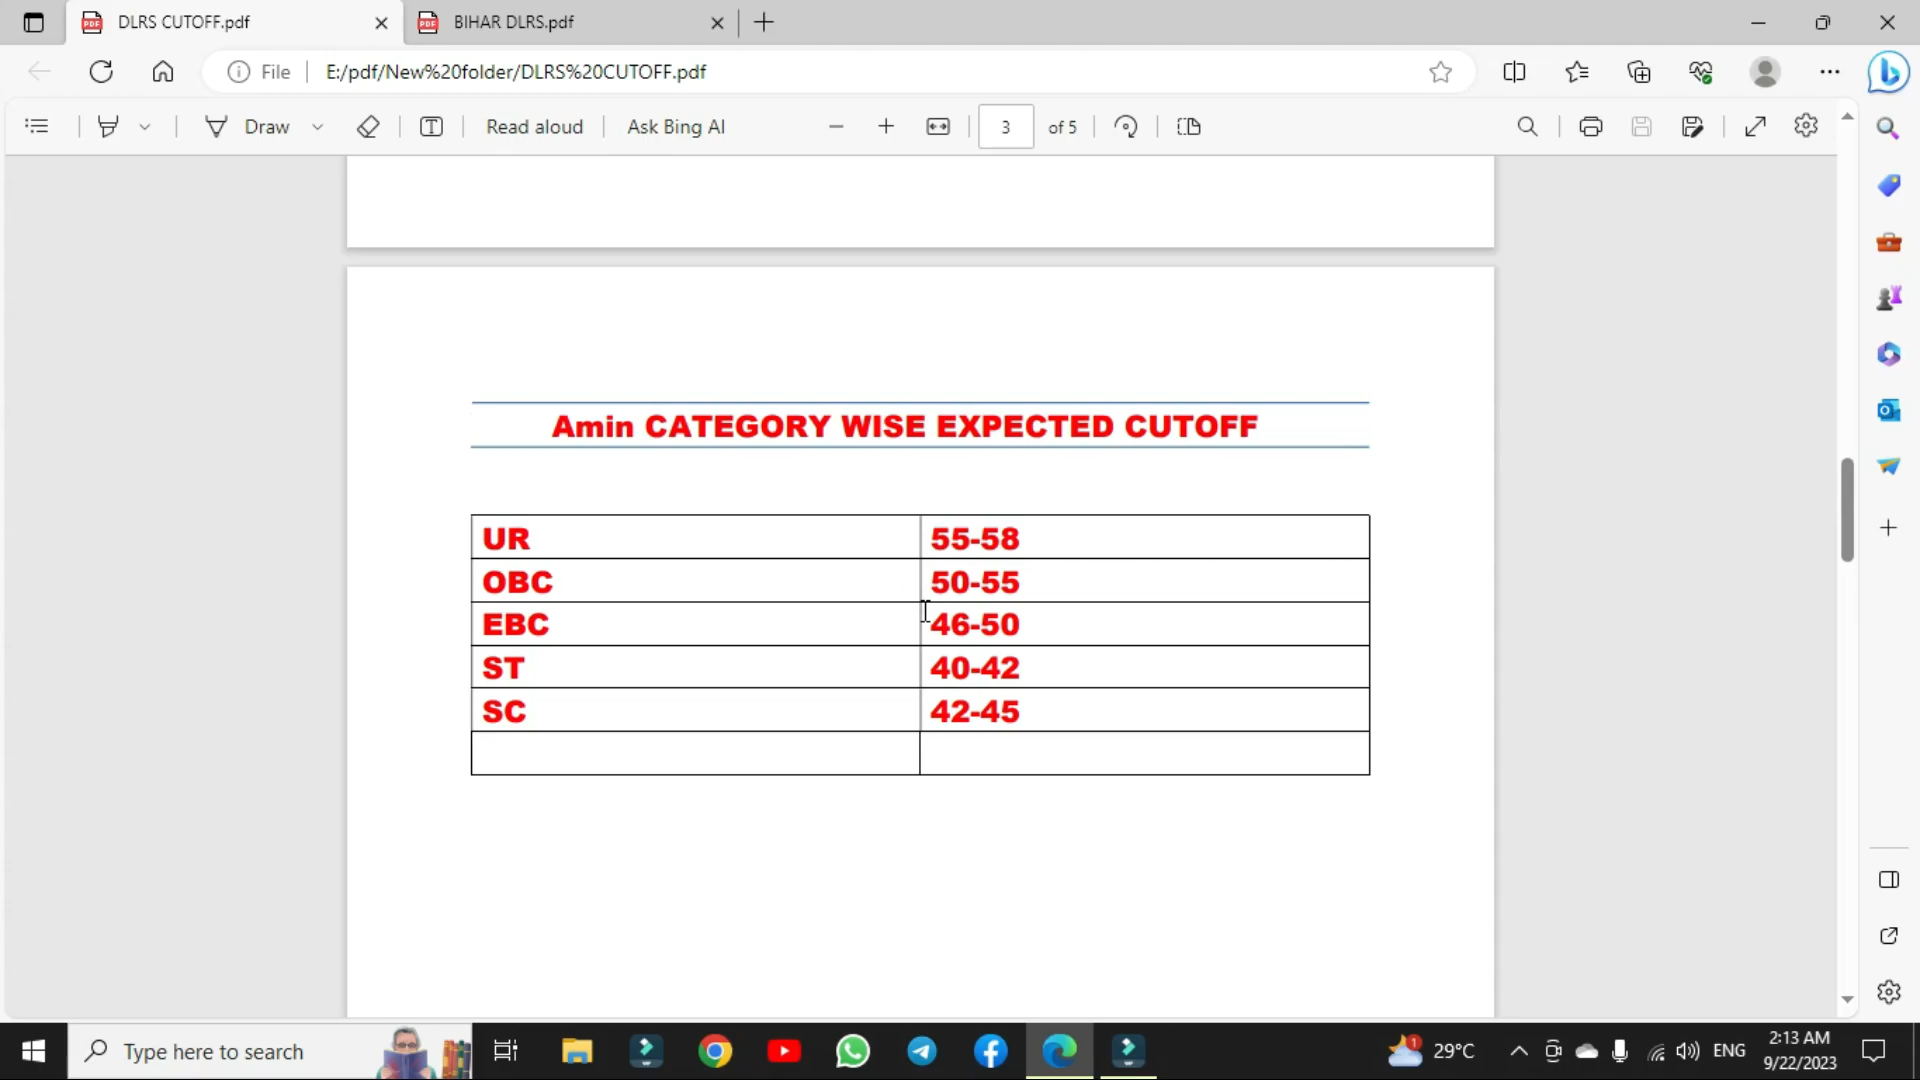 DLRS CUTOFF.pdf
BIHAR DLRS.pdf
File
E:/pdf/New%20folder/DLRS%20CUTOFF.pdf
Draw
Read aloud
Ask Bing AI
3
of 5
Amin CATEGORY WISE EXPECTED CUTOFF
UR 55-58
OBC 50-55
EBC 46-50
ST 40-42
SC 42-45
Type here to search
29°C
ENG
2:13 AM
9/22/2023